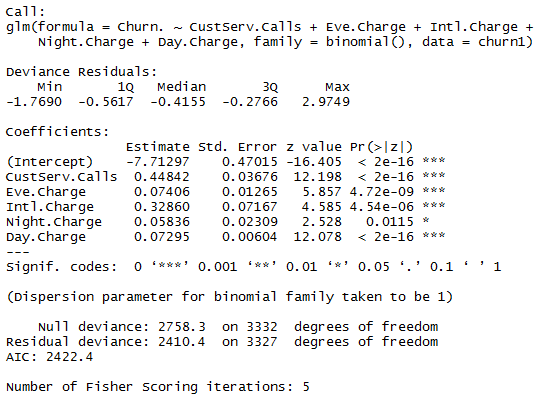 Call:
glm(formula = Churn. ~ CustServ.Calls + Eve.Charge + Intl.Charge +
    Night.Charge + Day.Charge, family = binomial(), data = churn1)
Deviance Residuals:
    Min      1Q  Median      3Q     Max
-1.7690 -0.5617 -0.4155 -0.2766  2.9749
Coefficients:
               Estimate Std. Error z value Pr(>|z|)
(Intercept)    -7.71297    0.47015 -16.405  < 2e-16 ***
CustServ.Calls  0.44842    0.03676  12.198  < 2e-16 ***
Eve.Charge      0.07406    0.01265   5.857 4.72e-09 ***
Intl.Charge     0.32860    0.07167   4.585 4.54e-06 ***
Night.Charge    0.05836    0.02309   2.528   0.0115 *
Day.Charge      0.07295    0.00604  12.078  < 2e-16 ***
---
Signif. codes:  0 ‘***’ 0.001 ‘**’ 0.01 ‘*’ 0.05 ‘.’ 0.1 ‘ ’ 1
(Dispersion parameter for binomial family taken to be 1)
    Null deviance: 2758.3  on 3332  degrees of freedom
Residual deviance: 2410.4  on 3327  degrees of freedom
AIC: 2422.4
Number of Fisher Scoring iterations: 5